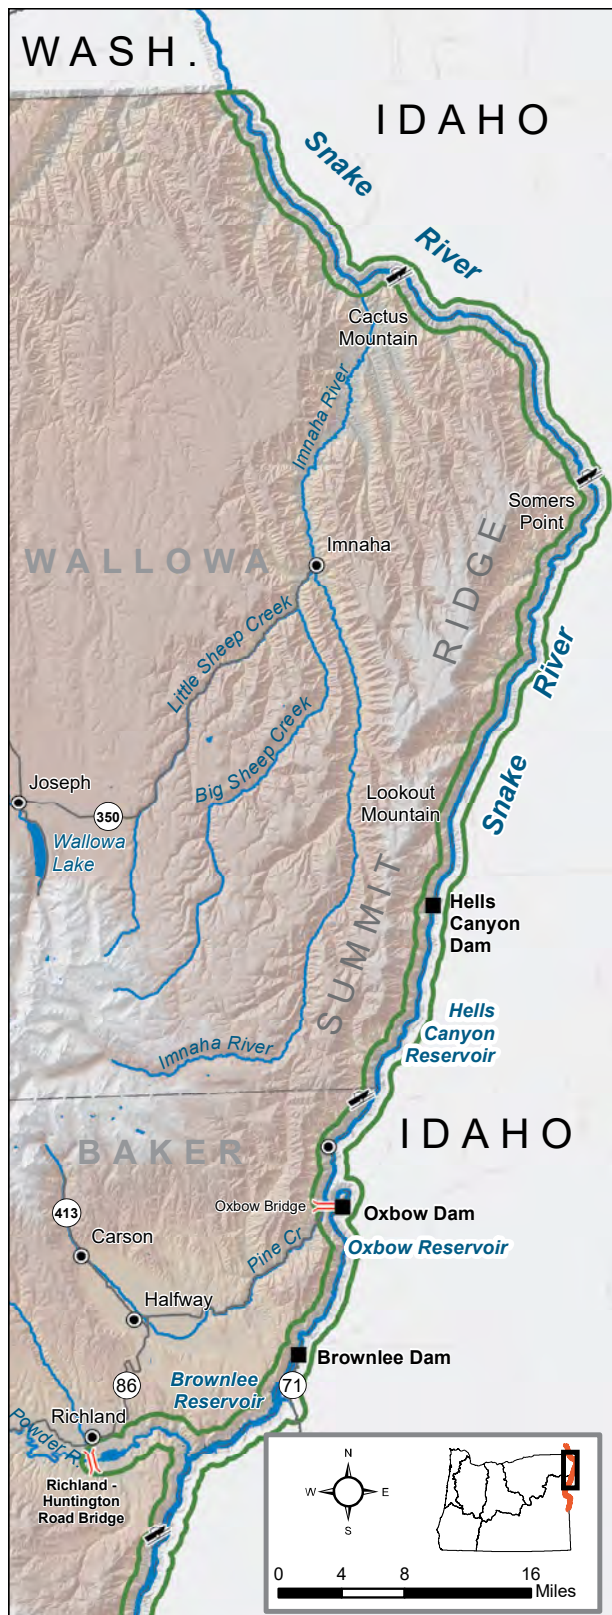 WASH.
IDAHO
Snake
River
Cactus
Mountain
Imnaha River
Somers
Point
WALLOWA
Imnaha
RIDGE
Little Sheep Creek
River
Big Sheep Creek
Joseph
350
Lookout
Mountain
Snake
Wallowa
Lake
SUMMIT
Hells
Canyon
Dam
Hells
Canyon
Reservoir
Imnaha River
IDAHO
BAKER
413
Oxbow Bridge
Oxbow Dam
Carson
Pine Cr
Oxbow Reservoir
Halfway
Brownlee Dam
86
Brownlee
Reservoir
71
Richland
Powder R.
Richland -
Huntington
Road Bridge
N
W E
S
0 4 8 16
Miles